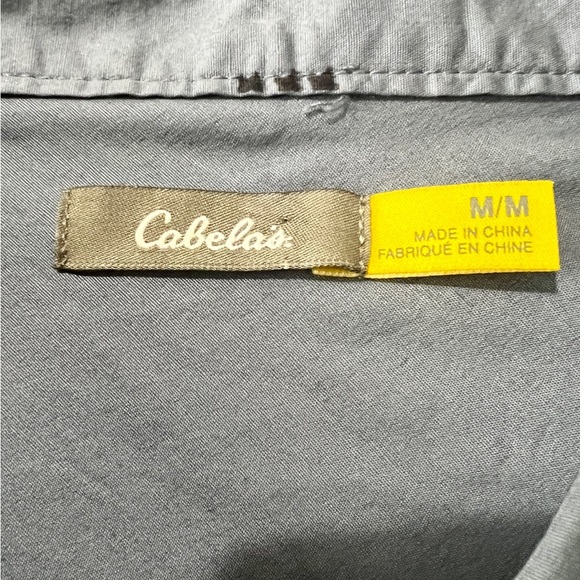 Cabela's
M/M
MADE IN CHINA
FABRIQUÉ EN CHINE